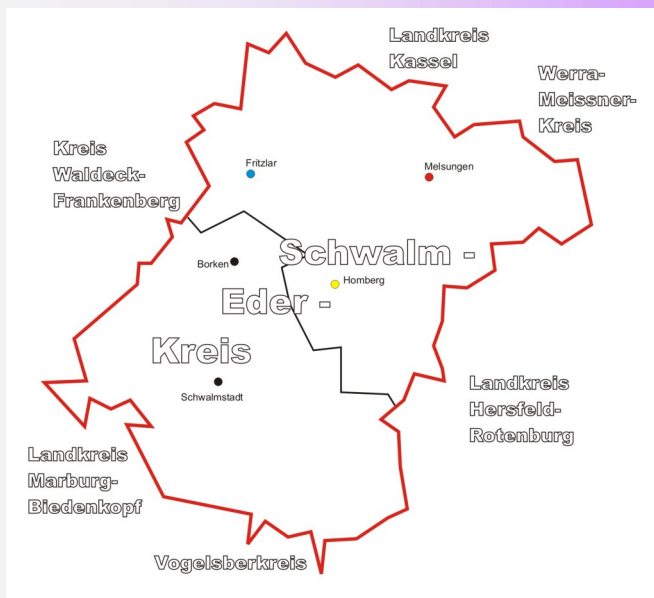 Landkreis
Kassel
Werra-
Meissner-
Kreis
Kreis
Waldeck-
Frankenberg
Fritzlar
Melsungen
Schwalm -
Borken
Homberg
Eder -
Kreis
Schwalmstadt
Landkreis
Hersfeld-
Rotenburg
Landkreis
Marburg-
Biedenkopf
Vogelsberkreis